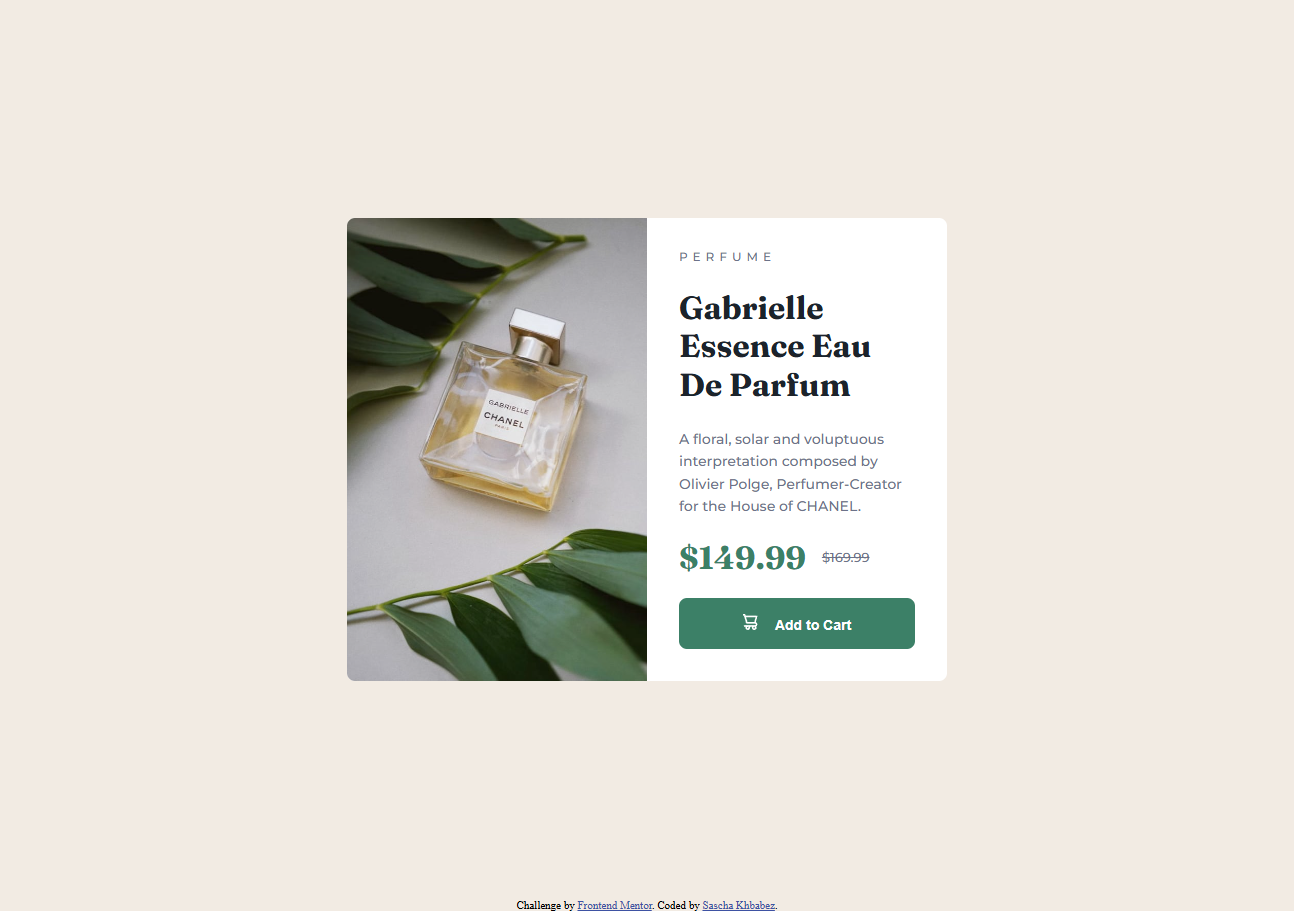 GABRIELLE
CHANEL
PARIS
PERFUME
Gabrielle
Essence Eau
De Parfum
A floral, solar and voluptuous
interpretation composed by
Olivier Polge, Perfumer-Creator
for the House of CHANEL.
$149.99 $169.99
Add to Cart
Challenge by Frontend Mentor. Coded by Sascha Khbabez.